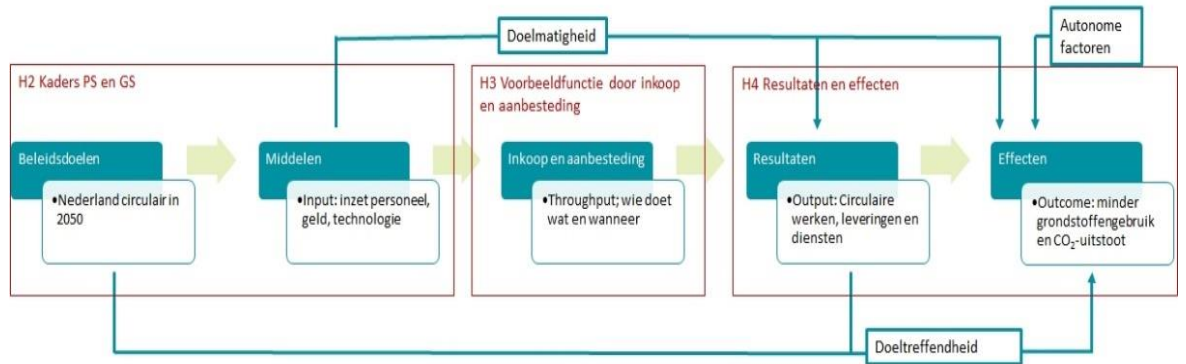 Doelmatigheid
Autonome
factoren
H2 Kaders PS en GS
H3 Voorbeeldfunctie door inkoop
en aanbesteding
H4 Resultaten en effecten
Beleidsdoelen
•Nederland circulair in
2050
Middelen
•Input: inzet personeel,
geld, technologie
Inkoop en aanbesteding
•Throughput; wie doet
wat en wanneer
Resultaten
•Output: Circulaire
werken, leveringen en
diensten
Effecten
•Outcome: minder
grondstoffengebruik
en CO₂-uitstoot
Doeltreffendheid